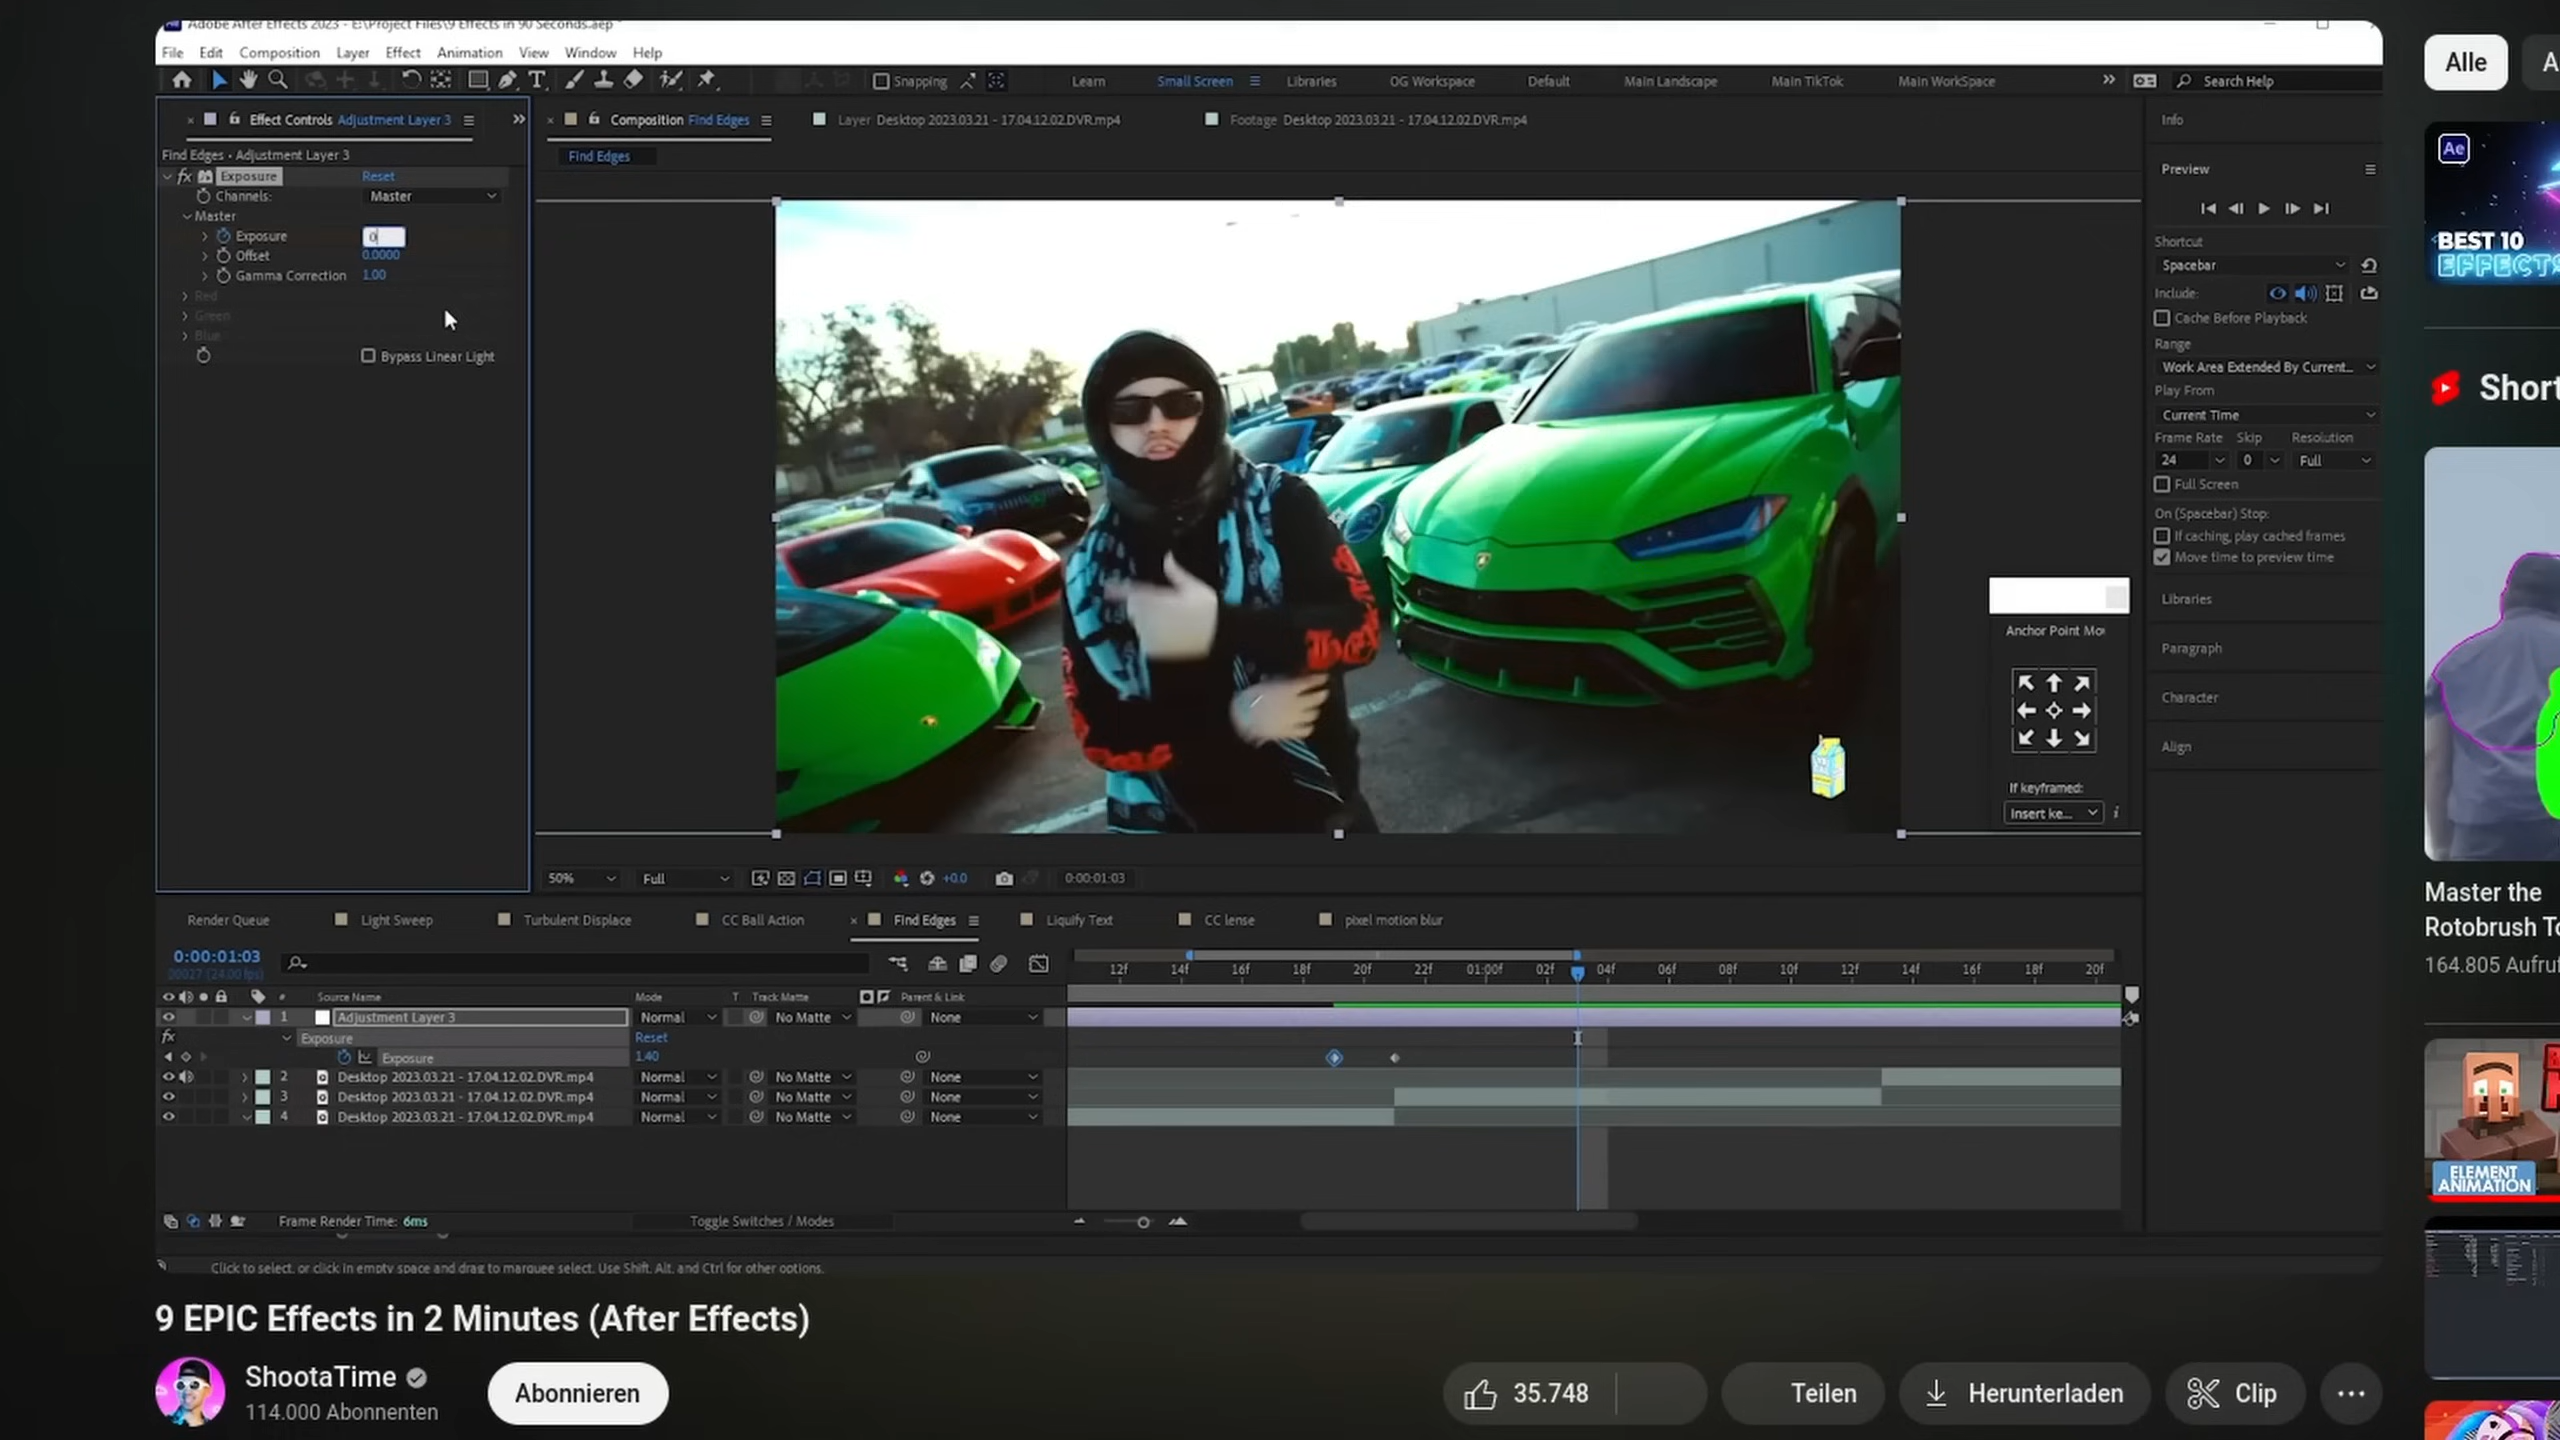 Adobe After Effects 2023 - E:\Project Files\9 Effects in 90 Seconds.aep *
File Edit Composition Layer Effect Animation View Window Help
Snapping Learn Small Screen Libraries OG Workspace Default Main Landscape Main TikTok Main WorkSpace Search Help
Effect Controls Adjustment Layer 3
Composition Find Edges
Layer Desktop 2023.03.21 - 17.04.12.02.DVR.mp4
Footage Desktop 2023.03.21 - 17.04.12.02.DVR.mp4
Find Edges • Adjustment Layer 3
Find Edges
fx Exposure Reset
Channels: Master
Master
Exposure 0
Offset 0.0000
Gamma Correction 1.00
Red
Green
Blue
Bypass Linear Light
Info
Preview
Shortcut
Spacebar
Include:
Cache Before Playback
Range
Work Area Extended By Current...
Play From
Current Time
Frame Rate Skip Resolution
24 0 Full
Full Screen
On (Spacebar) Stop:
If caching, play cached frames
Move time to preview time
Libraries
Paragraph
Character
Align
Anchor Point Mo
If keyframed:
Insert ke...
50% Full +0.0 0:00:01:03
Render Queue Light Sweep Turbulent Displace CC Ball Action Find Edges Liquify Text CC lense pixel motion blur
0:00:01:03
00027 (24.00 fps)
12f 14f 16f 18f 20f 22f 01:00f 02f 04f 06f 08f 10f 12f 14f 16f 18f 20f
# Source Name Mode T Track Matte Parent & Link
1 Adjustment Layer 3 Normal No Matte None
fx Exposure Reset
Exposure 1.40
2 Desktop 2023.03.21 - 17.04.12.02.DVR.mp4 Normal No Matte None
3 Desktop 2023.03.21 - 17.04.12.02.DVR.mp4 Normal No Matte None
4 Desktop 2023.03.21 - 17.04.12.02.DVR.mp4 Normal No Matte None
Frame Render Time: 6ms Toggle Switches / Modes
Click to select, or click in empty space and drag to marquee select. Use Shift, Alt, and Ctrl for other options.
9 EPIC Effects in 2 Minutes (After Effects)
ShootaTime
114.000 Abonnenten
Abonnieren
35.748
Teilen
Herunterladen
Clip
Alle
Ae
BEST 10
EFFECTS
Short
Master the
Rotobrush To
164.805 Aufruf
ELEMENT
ANIMATION